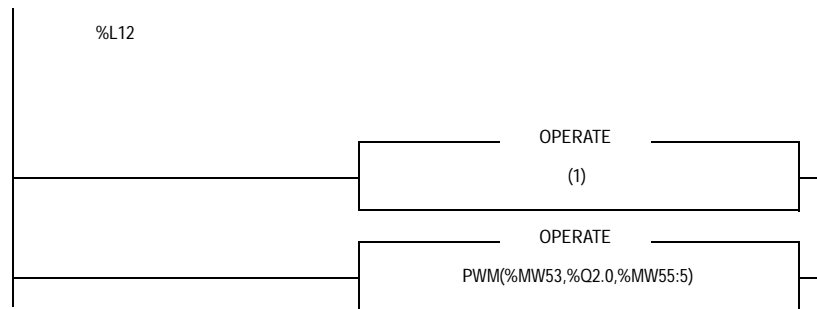 %L12
OPERATE
(1)
OPERATE
PWM(%MW53,%Q2.0,%MW55:5)